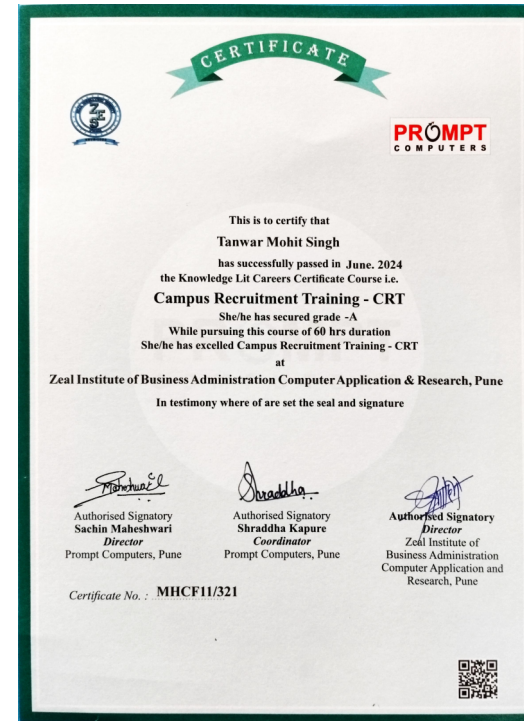 CERTIFICATE
ZES
PROMPT
COMPUTERS
This is to certify that
Tanwar Mohit Singh
has successfully passed in June. 2024
the Knowledge Lit Careers Certificate Course i.e.
Campus Recruitment Training - CRT
She/he has secured grade -A
While pursuing this course of 60 hrs duration
She/he has excelled Campus Recruitment Training - CRT
at
Zeal Institute of Business Administration Computer Application & Research, Pune
In testimony where of are set the seal and signature
Maheshwari
Shraddha
Authorised Signatory
Sachin Maheshwari
Director
Prompt Computers, Pune
Authorised Signatory
Shraddha Kapure
Coordinator
Prompt Computers, Pune
Authorised Signatory
Director
Zeal Institute of
Business Administration
Computer Application and
Research, Pune
Certificate No. : MHCF11/321